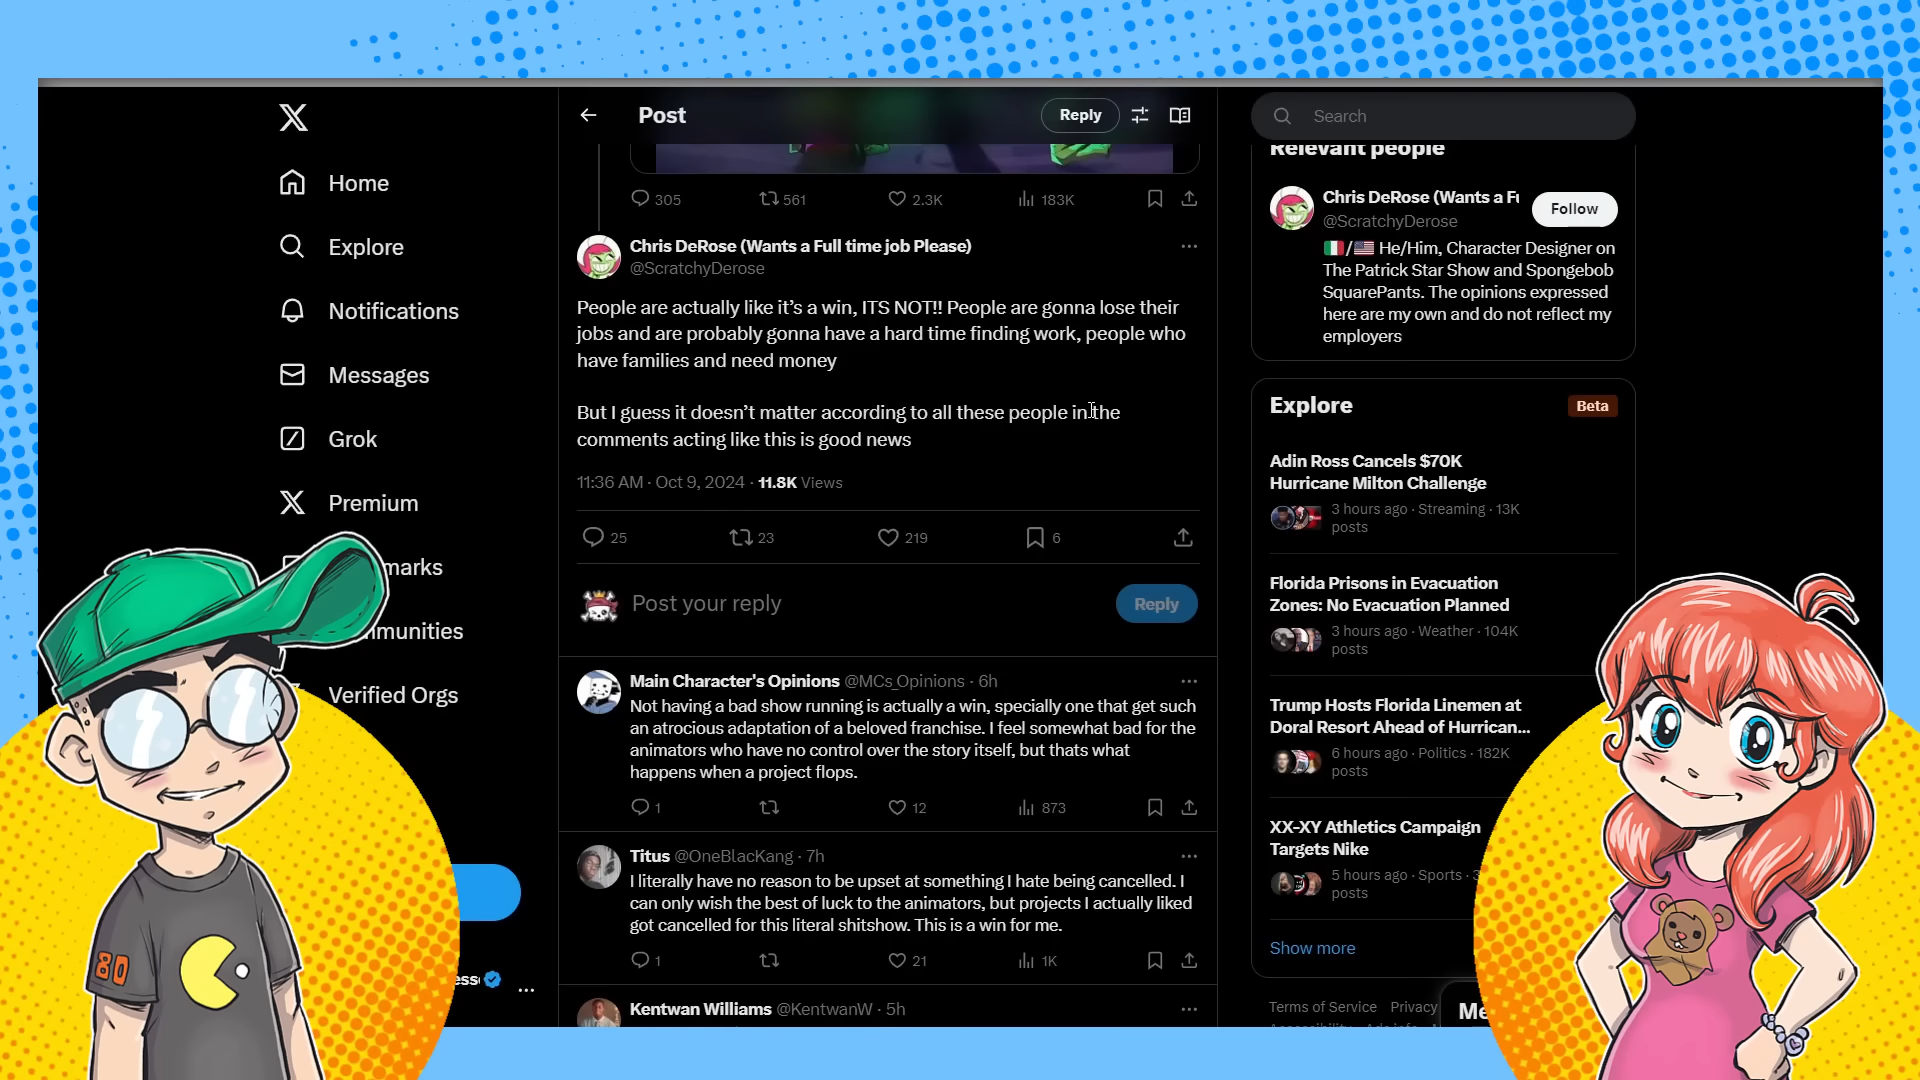 Home
Explore
Notifications
Messages
Grok
Premium
marks
mmunities
Verified Orgs
80
Post
Reply
305
561
2.3K
183K
Chris DeRose (Wants a Full time job Please)
@ScratchyDerose
People are actually like it’s a win, ITS NOT!! People are gonna lose their
jobs and are probably gonna have a hard time finding work, people who
have families and need money
But I guess it doesn’t matter according to all these people in the
comments acting like this is good news
11:36 AM · Oct 9, 2024 · 11.8K Views
25
23
219
6
Post your reply
Reply
Main Character's Opinions @MCs_Opinions · 6h
Not having a bad show running is actually a win, specially one that get such
an atrocious adaptation of a beloved franchise. I feel somewhat bad for the
animators who have no control over the story itself, but thats what
happens when a project flops.
1
12
873
Titus @OneBlacKang · 7h
I literally have no reason to be upset at something I hate being cancelled. I
can only wish the best of luck to the animators, but projects I actually liked
got cancelled for this literal shitshow. This is a win for me.
1
21
1K
Kentwan Williams @KentwanW · 5h
Search
Relevant people
Chris DeRose (Wants a Fu
@ScratchyDerose
Follow
🇮🇹/🇺🇸 He/Him, Character Designer on
The Patrick Star Show and Spongebob
SquarePants. The opinions expressed
here are my own and do not reflect my
employers
Explore
Beta
Adin Ross Cancels $70K
Hurricane Milton Challenge
3 hours ago · Streaming · 13K
posts
Florida Prisons in Evacuation
Zones: No Evacuation Planned
3 hours ago · Weather · 104K
posts
Trump Hosts Florida Linemen at
Doral Resort Ahead of Hurrican...
6 hours ago · Politics · 182K
posts
XX-XY Athletics Campaign
Targets Nike
5 hours ago · Sports · 3
posts
Show more
Terms of Service Privacy
Me